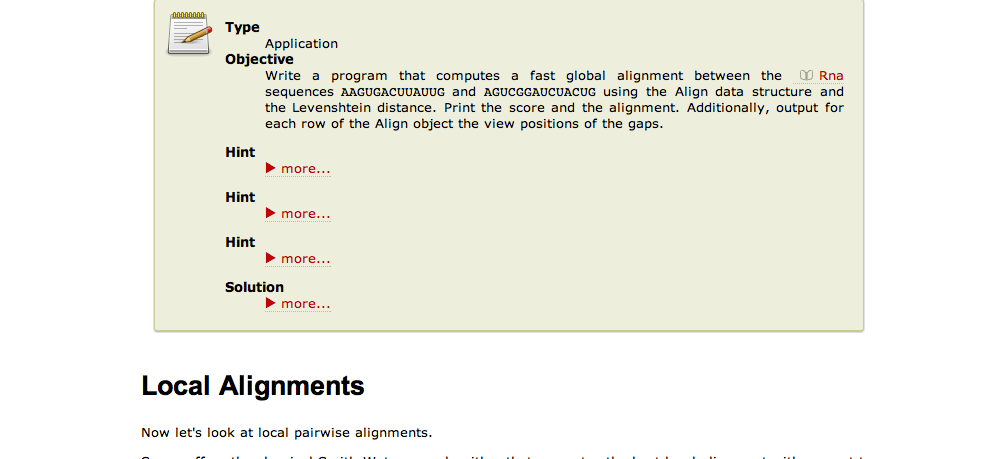 Type
Application
Objective
Write a program that computes a fast global alignment between the Rna
sequences AAGUGACUUAUUG and AGUCGGAUCUACUG using the Align data structure and
the Levenshtein distance. Print the score and the alignment. Additionally, output for
each row of the Align object the view positions of the gaps.
Hint
more...
Hint
more...
Hint
more...
Solution
more...
Local Alignments
Now let's look at local pairwise alignments.